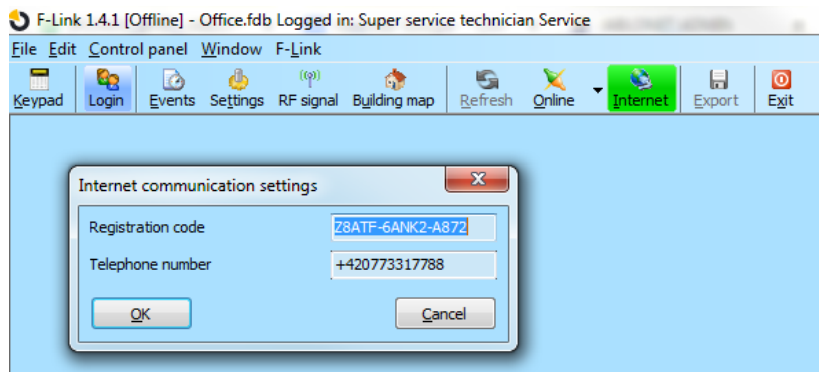 F-Link 1.4.1 [Offline] - Office.fdb Logged in: Super service technician Service
File Edit Control panel Window F-Link
Keypad Login Events Settings RF signal Building map Refresh Online Internet Export Exit
Internet communication settings
Registration code Z8ATF-6ANK2-A872
Telephone number +420773317788
OK Cancel